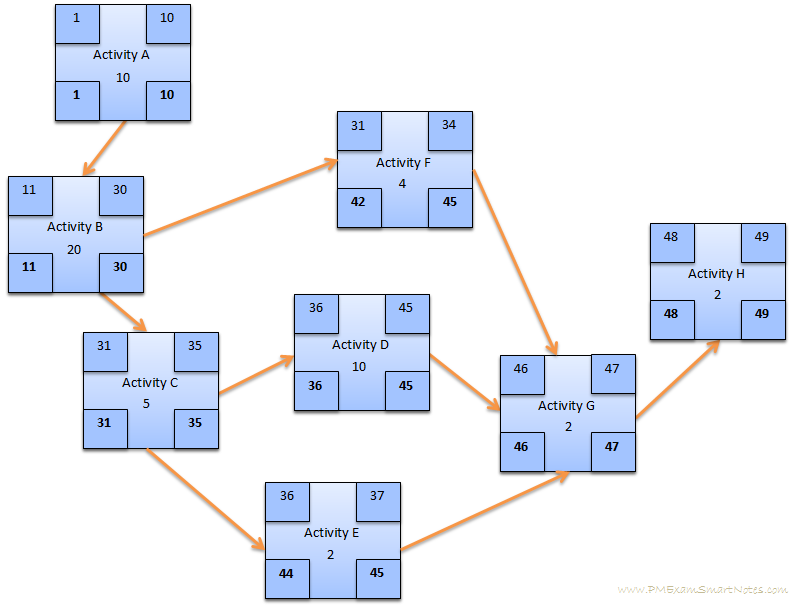 1 10
Activity A
10
1 10
31 34
Activity F
4
42 45
11 30
Activity B
20
11 30
48 49
Activity H
2
48 49
36 45
Activity D
10
36 45
31 35
Activity C
5
31 35
46 47
Activity G
2
46 47
36 37
Activity E
2
44 45
www.PMExamSmartNotes.com